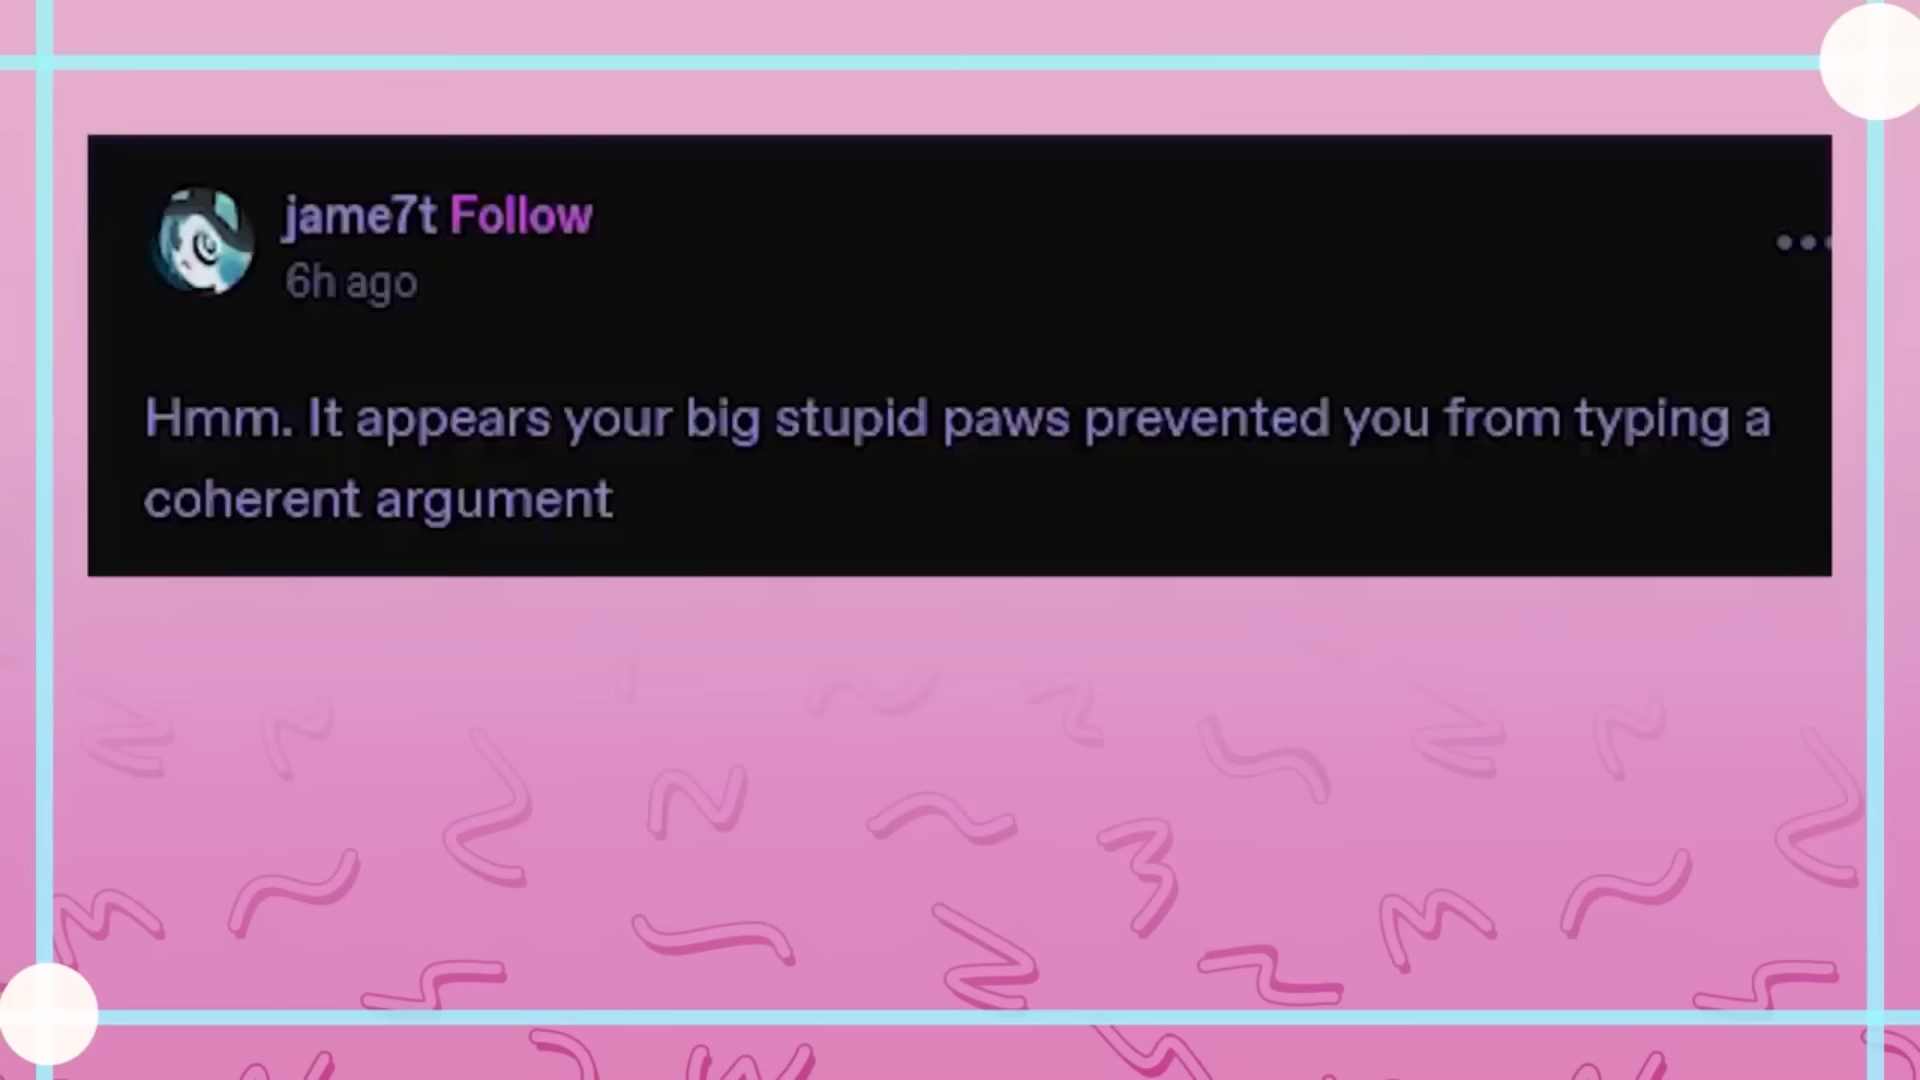 jame7t Follow
6h ago
Hmm. It appears your big stupid paws prevented you from typing a
coherent argument